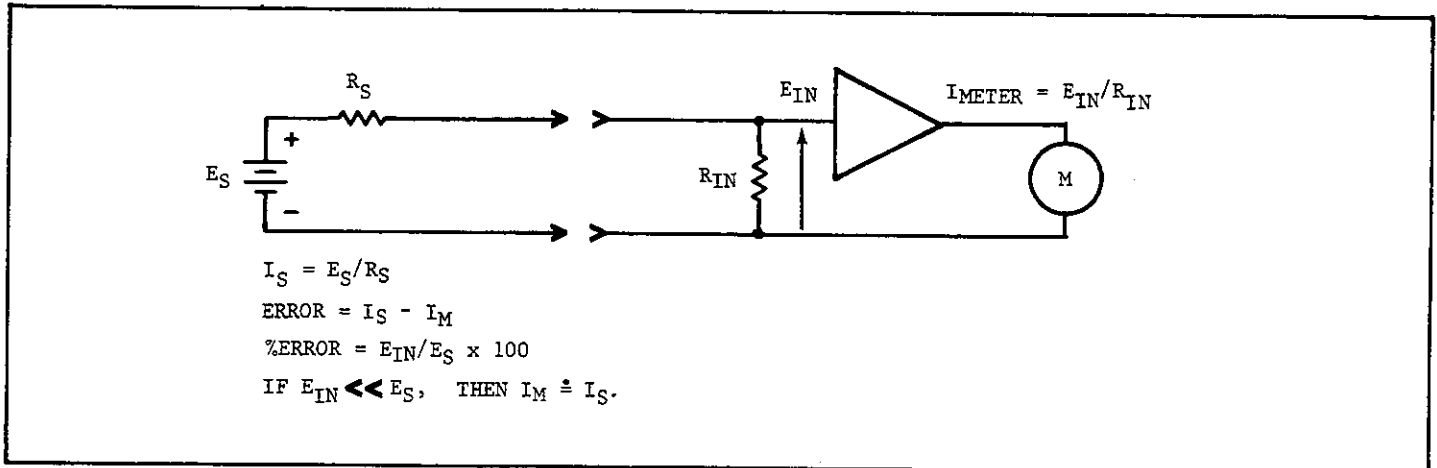 R_S
E_IN
I_METER = E_IN/R_IN
+
E_S
R_IN
M
-
I_S = E_S/R_S
ERROR = I_S - I_M
%ERROR = E_IN/E_S x 100
IF E_IN << E_S, THEN I_M ≐ I_S.